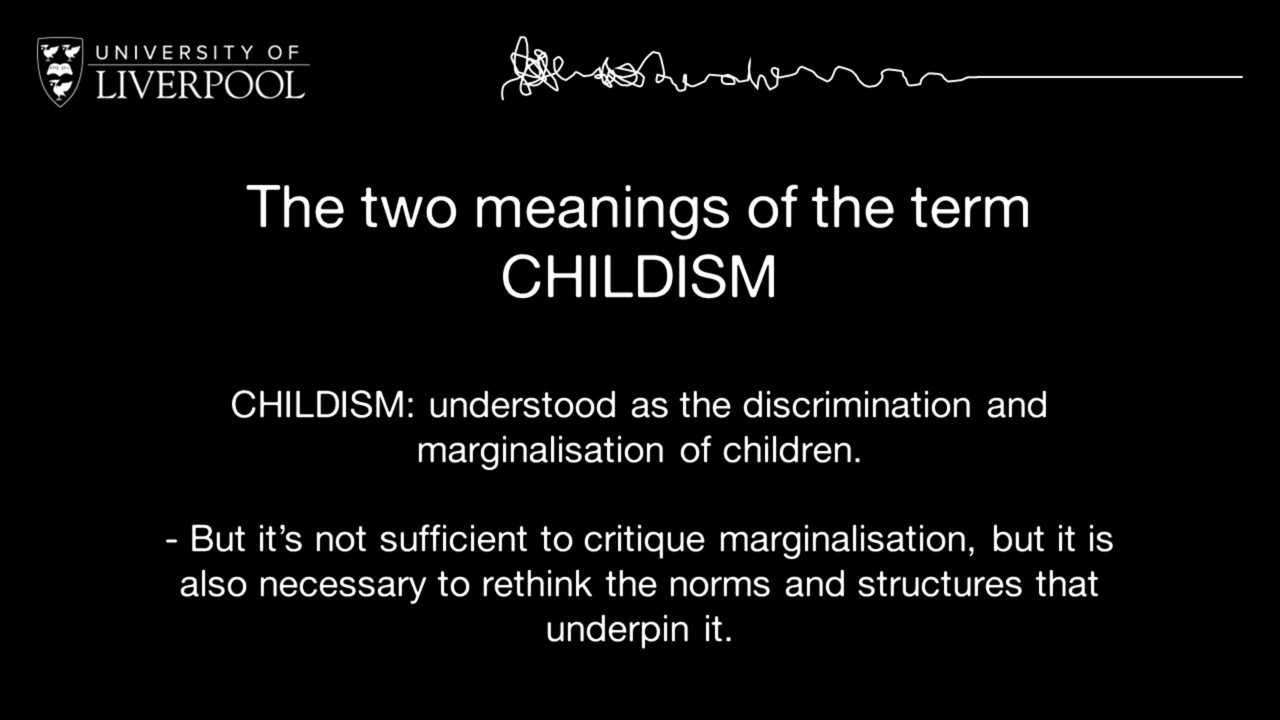 UNIVERSITY OF
LIVERPOOL
The two meanings of the term
CHILDISM
CHILDISM: understood as the discrimination and
marginalisation of children.
- But it’s not sufficient to critique marginalisation, but it is
also necessary to rethink the norms and structures that
underpin it.